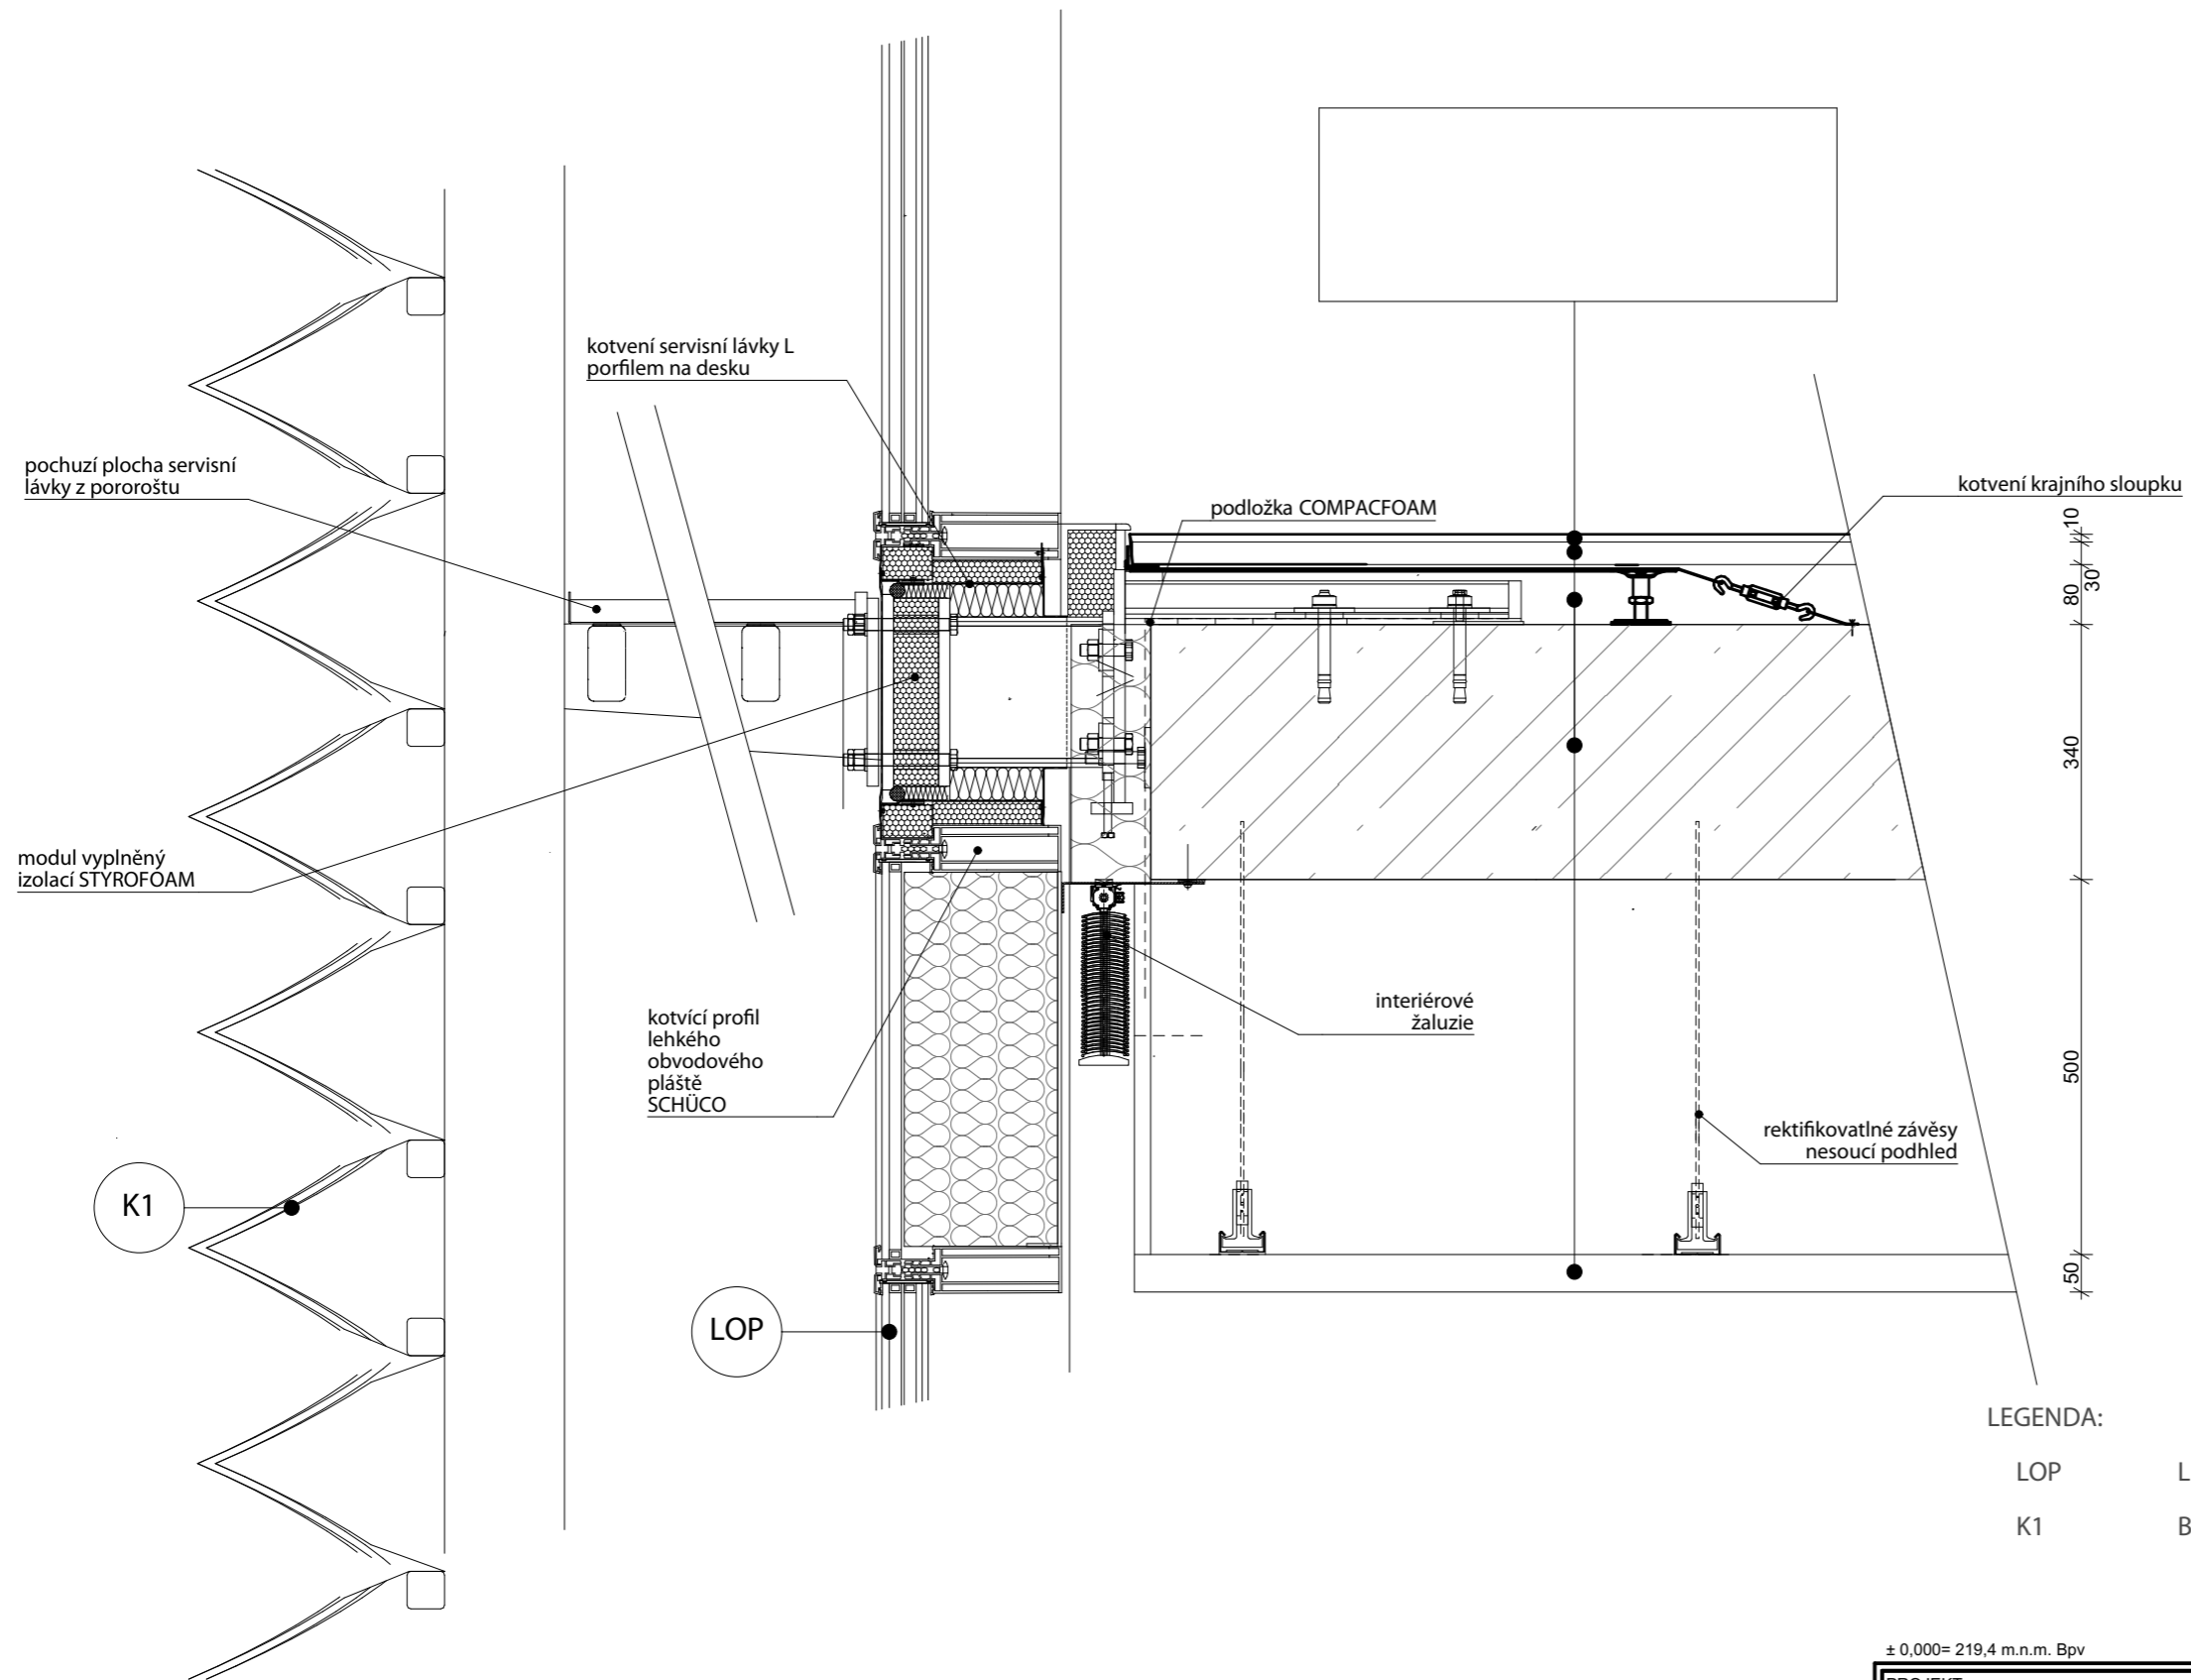 kotvení servisní lávky L
porfilem na desku
pochuzí plocha servisní
lávky z pororoštu
podložka COMPACFOAM
kotvení krajního sloupku
10
30
80
340
modul vyplněný
izolací STYROFOAM
kotvící profil
lehkého
obvodového
pláště
SCHÜCO
interiérové
žaluzie
500
rektifikovatlné závěsy
nesoucí podhled
K1
50
LOP
LEGENDA:
LOP L
K1 B
± 0,000= 219,4 m.n.m. Bpv